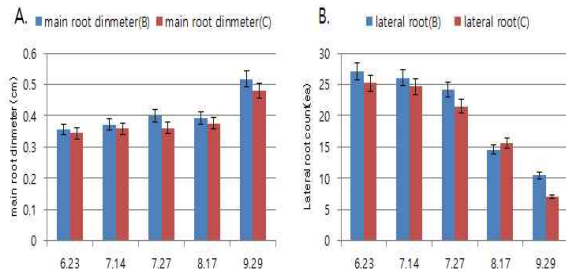 A. main root dinmeter(B) main root dinmeter(C)
main root dinmeter(cm)
0.6
0.5
0.4
0.3
0.2
0.1
0
6.23 7.14 7.27 8.17 9.29
B. lateral root(B) lateral root(C)
Lateral root count(ea)
30
25
20
15
10
5
0
6.23 7.14 7.27 8.17 9.29